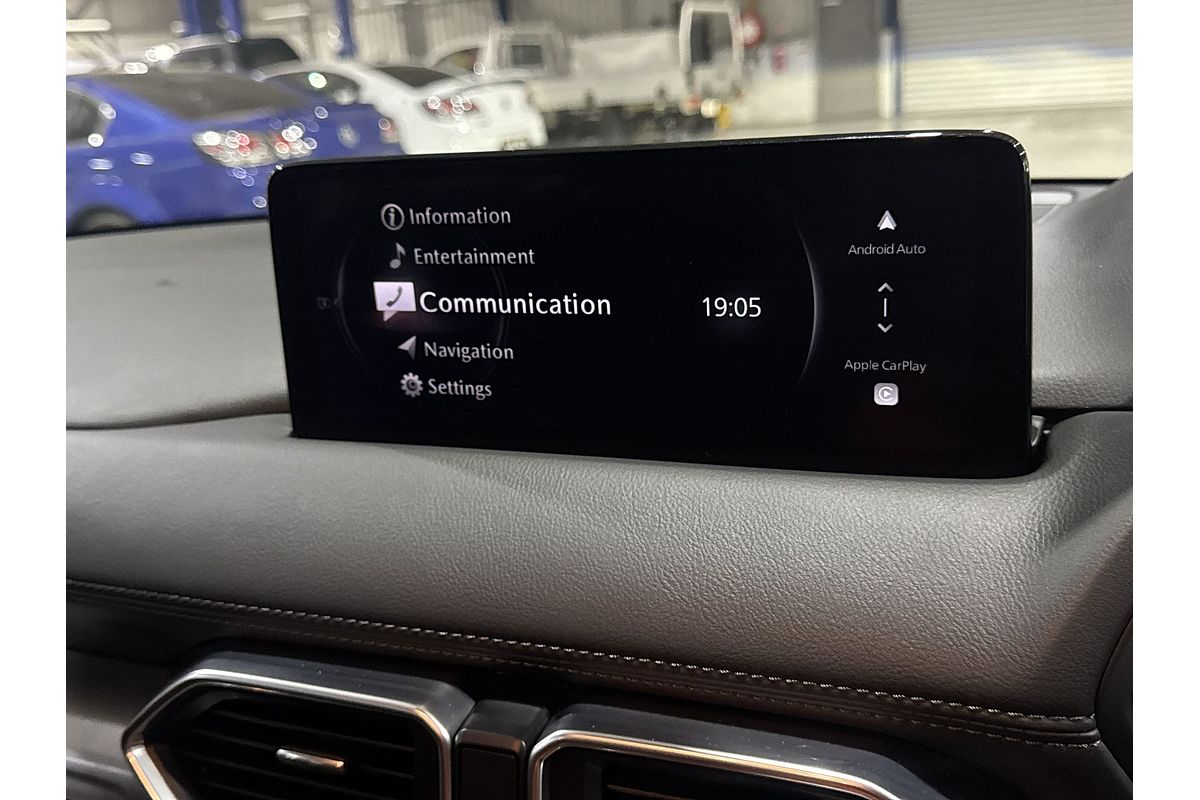 Information
Entertainment
Communication
19:05
Navigation
Settings
Android Auto
Apple CarPlay